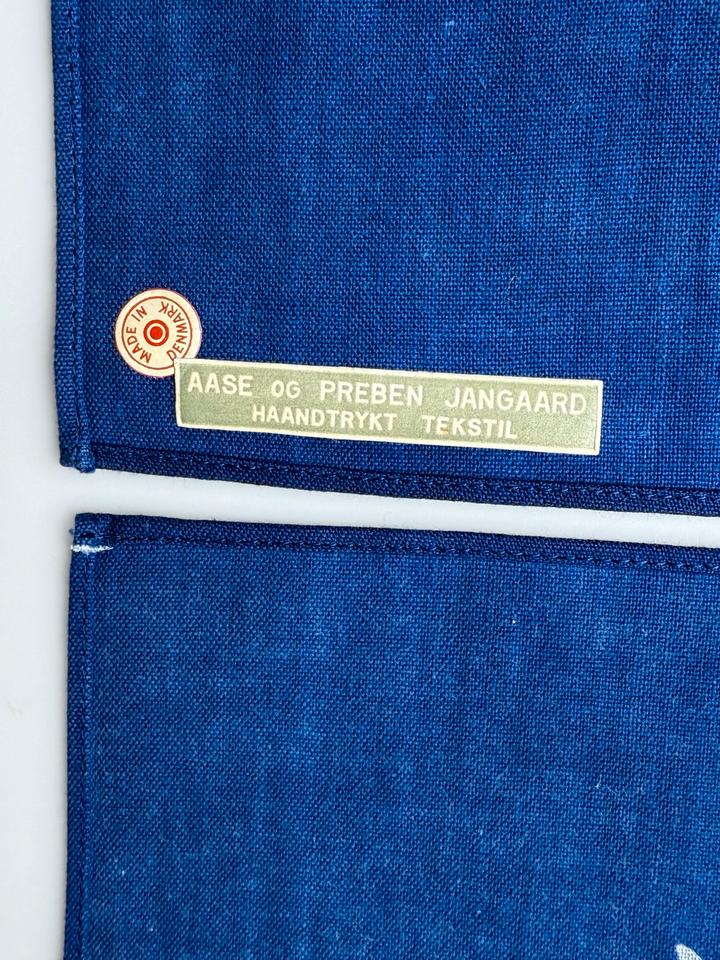 MADE IN DENMARK
AASE OG PREBEN JANGAARD
HAANDTRYKT TEKSTIL